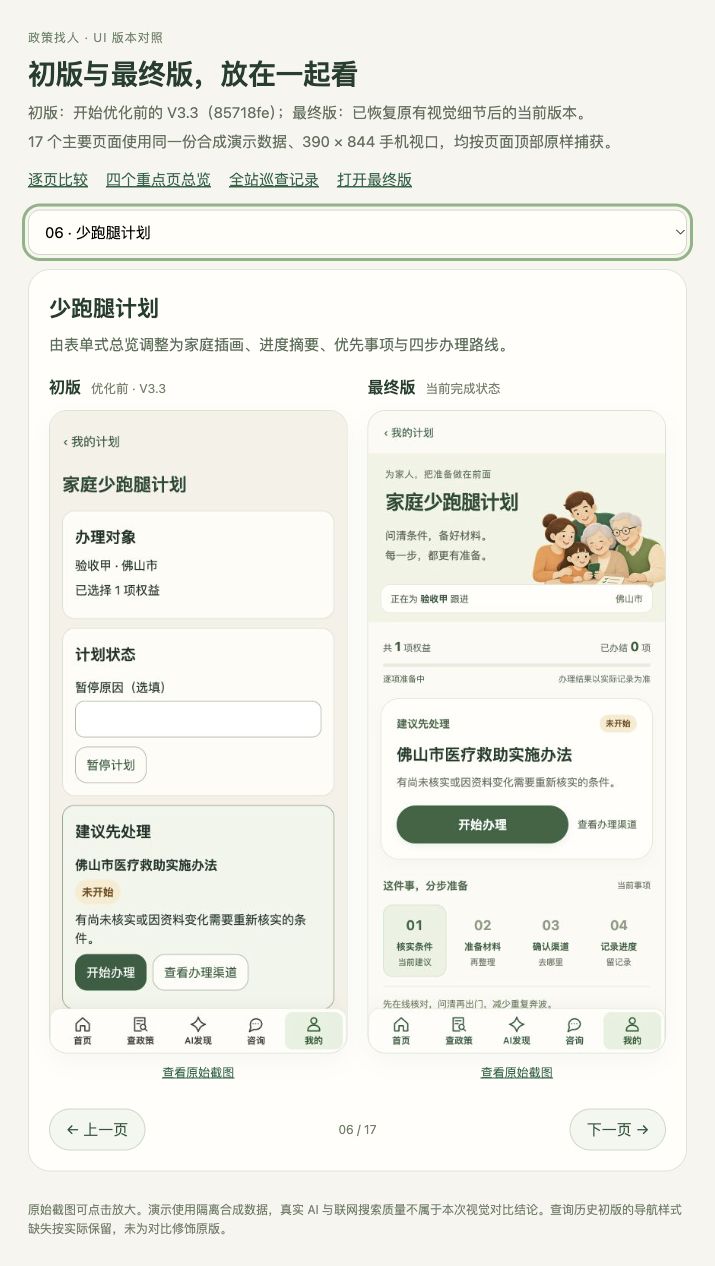 政策找人 · UI 版本对照
初版与最终版，放在一起看
初版：开始优化前的 V3.3（85718fe）；最终版：已恢复原有视觉细节后的当前版本。
17 个主要页面使用同一份合成演示数据、390 × 844 手机视口，均按页面顶部原样捕获。
逐页比较 四个重点页总览 全站巡查记录 打开最终版
06 · 少跑腿计划
少跑腿计划
由表单式总览调整为家庭插画、进度摘要、优先事项与四步办理路线。
初版 优化前 · V3.3
‹ 我的计划
家庭少跑腿计划
办理对象
验收甲 · 佛山市
已选择 1 项权益
计划状态
暂停原因（选填）
暂停计划
建议先处理
佛山市医疗救助实施办法
未开始
有尚未核实或因资料变化需要重新核实的条
件。
开始办理 查看办理渠道
首页 查政策 AI发现 咨询 我的
查看原始截图
最终版 当前完成状态
‹ 我的计划
为家人，把准备做在前面
家庭少跑腿计划
问清条件，备好材料。
每一步，都更有准备。
正在为 验收甲 跟进 佛山市
共 1 项权益 已办结 0 项
逐项准备中 办理结果以实际记录为准
建议先处理 未开始
佛山市医疗救助实施办法
有尚未核实或因资料变化需要重新核实的条件。
开始办理 查看办理渠道
这件事，分步准备 当前事项
01 02 03 04
核实条件 准备材料 确认渠道 记录进度
当前建议 再整理 去哪里 留记录
先在线核对，问清再出门，减少重复奔波。
首页 查政策 AI发现 咨询 我的
查看原始截图
← 上一页 06 / 17 下一页 →
原始截图可点击放大。演示使用隔离合成数据，真实 AI 与联网搜索质量不属于本次视觉对比结论。查询历史初版的导航样式
缺失按实际保留，未为对比修饰原版。